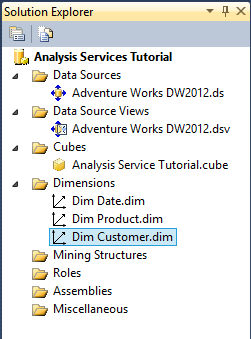 Solution Explorer
Analysis Services Tutorial
Data Sources
Adventure Works DW2012.ds
Data Source Views
Adventure Works DW2012.dsv
Cubes
Analysis Service Tutorial.cube
Dimensions
Dim Date.dim
Dim Product.dim
Dim Customer.dim
Mining Structures
Roles
Assemblies
Miscellaneous